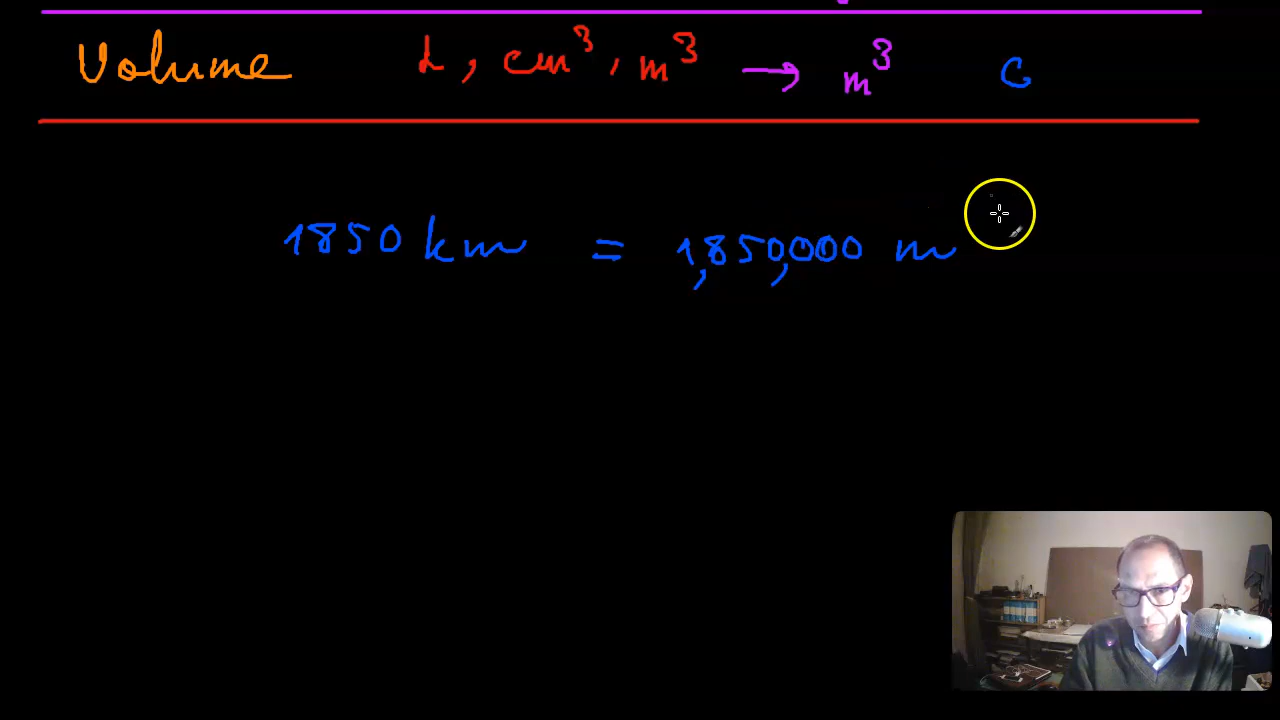 Volume L, cm³, m³ → m³ C
1850 km = 1,850,000 m